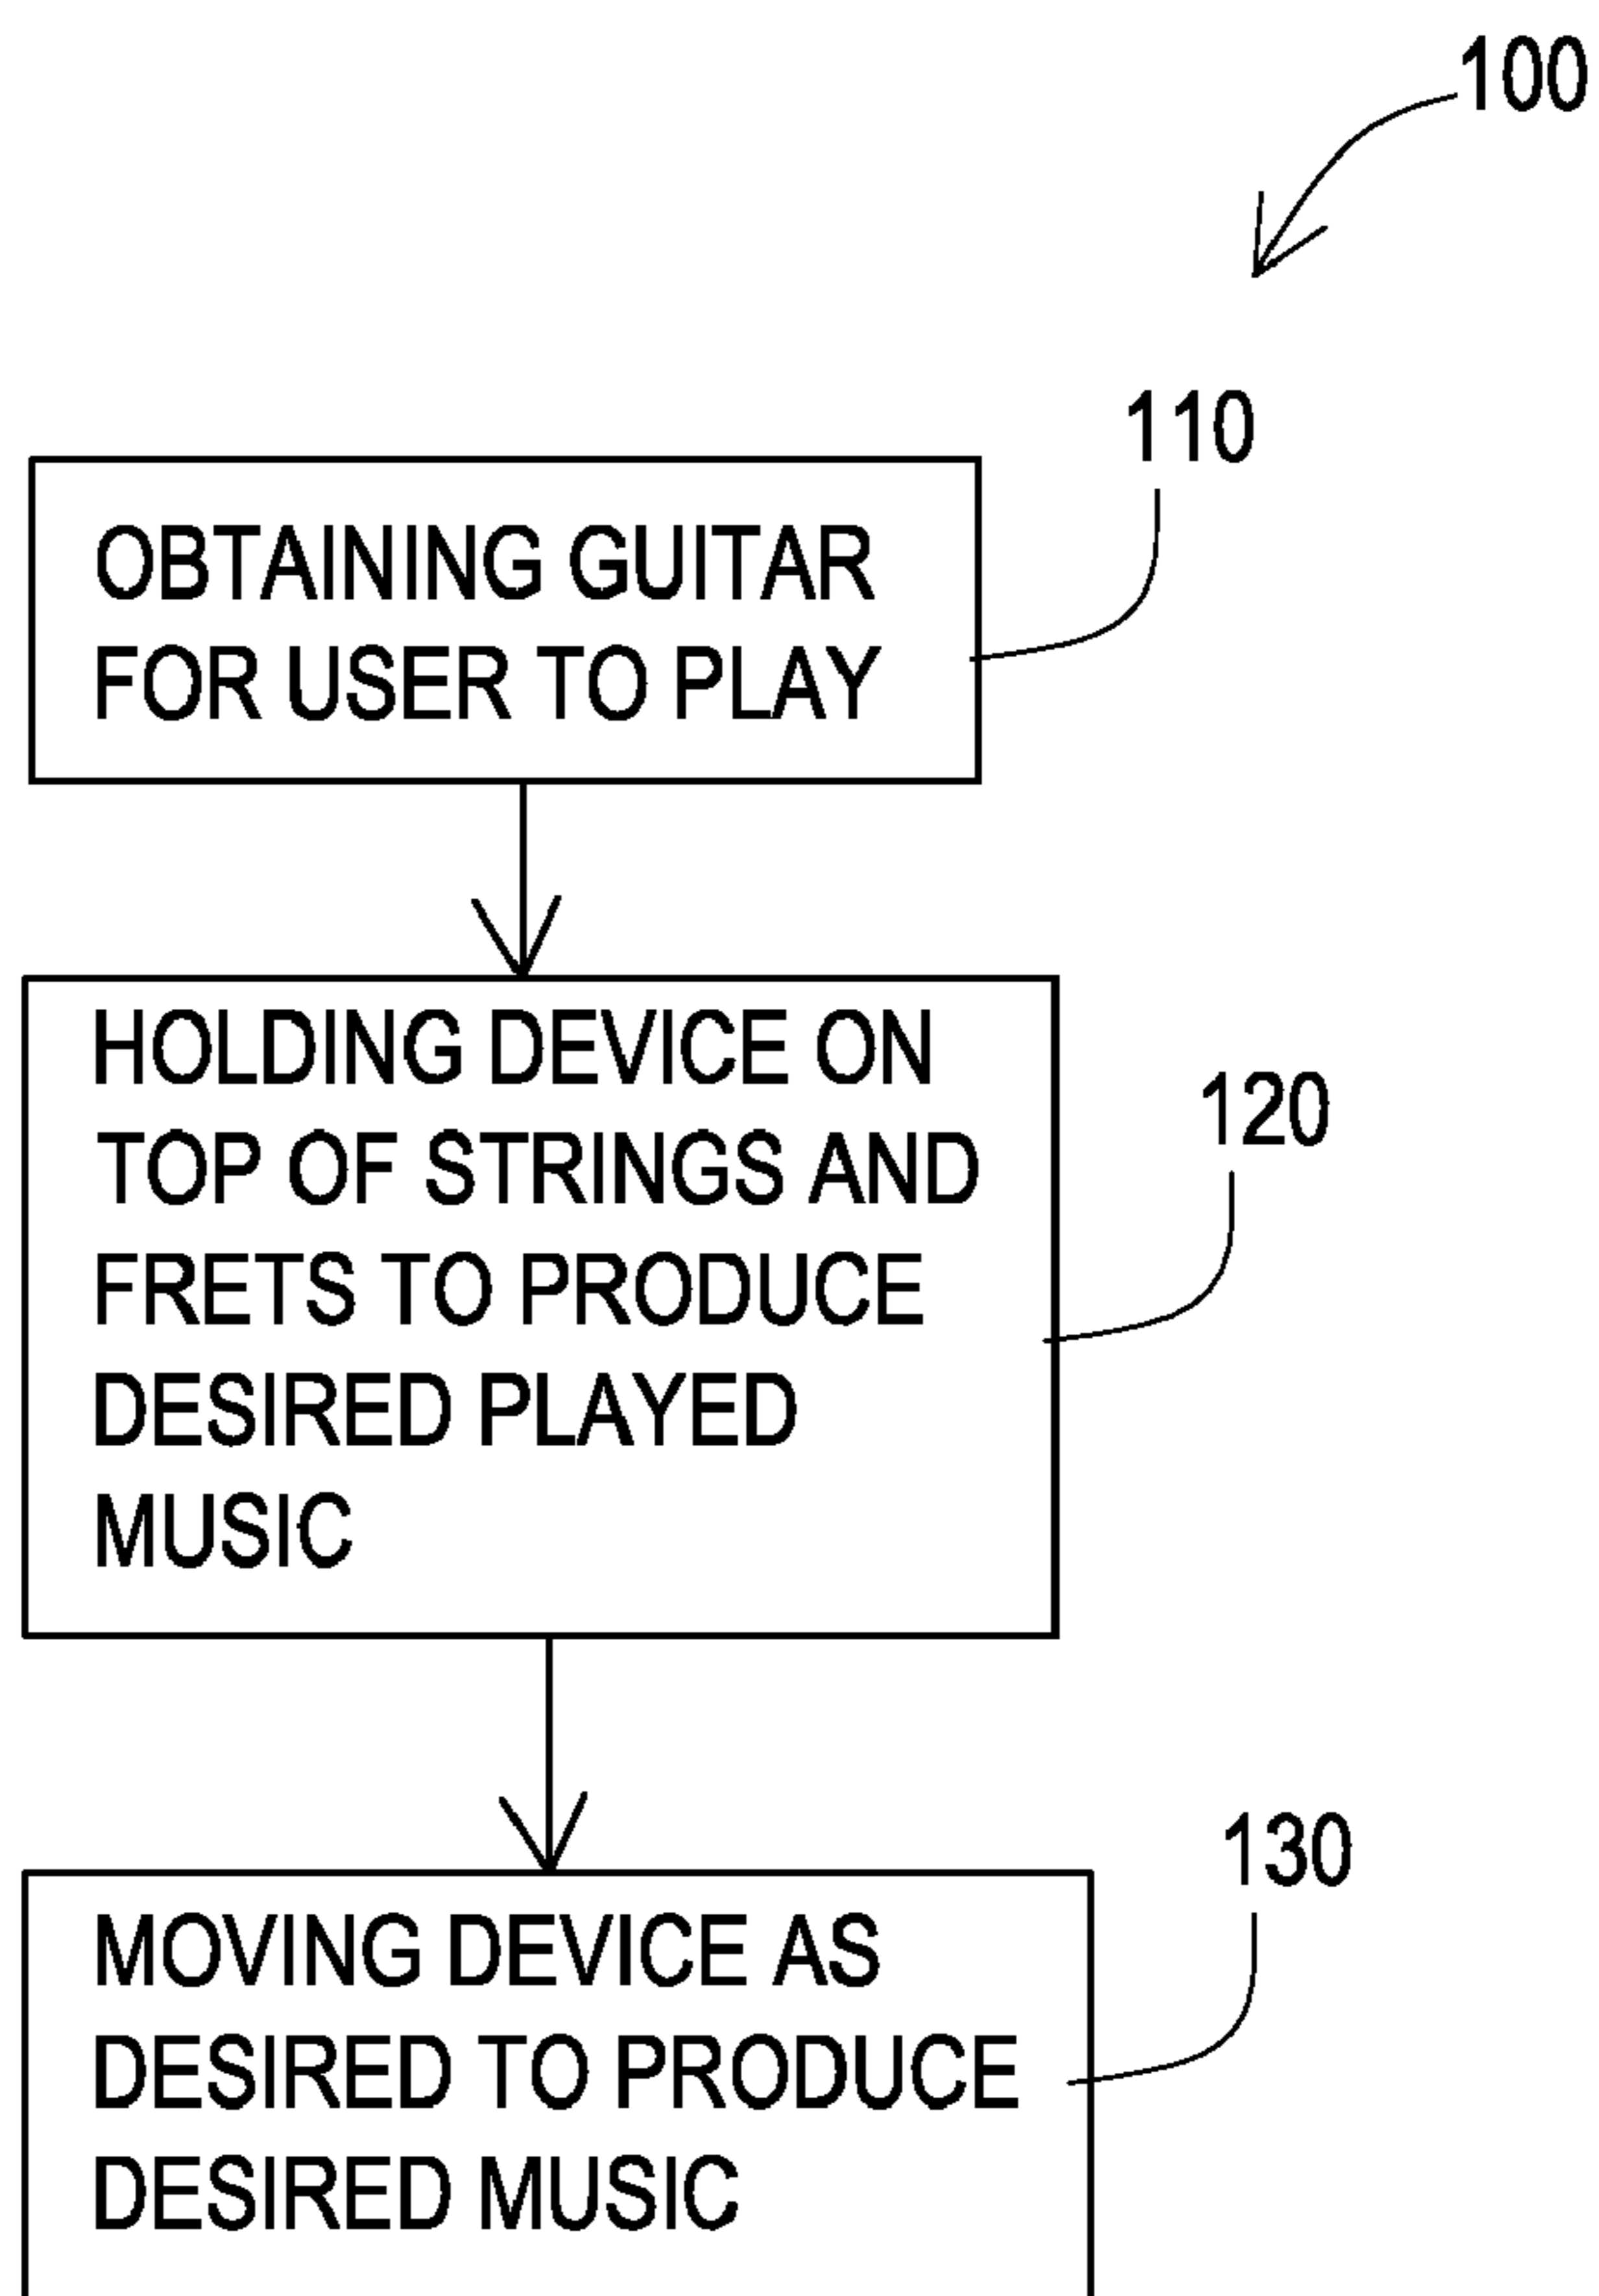 100
110
OBTAINING GUITAR
FOR USER TO PLAY
HOLDING DEVICE ON
TOP OF STRINGS AND
FRETS TO PRODUCE
DESIRED PLAYED
MUSIC
120
130
MOVING DEVICE AS
DESIRED TO PRODUCE
DESIRED MUSIC